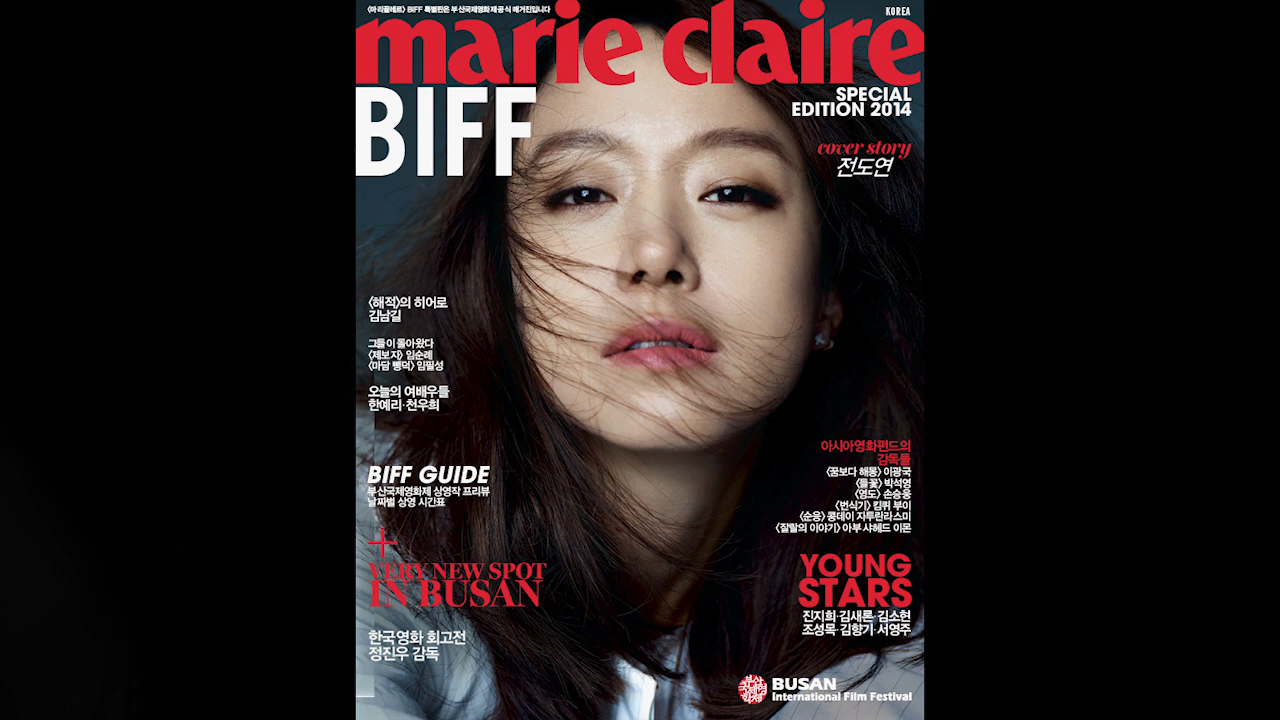 〈마리끌레르〉 BIFF 특별판은 부산국제영화제 공식 매거진입니다
KOREA
marie claire
BIFF
SPECIAL
EDITION 2014
cover story
전도연
〈해적〉의 히어로
김남길
그들이 돌아왔다
〈제보자〉 임순례
〈마담 뺑덕〉 임필성
오늘의 여배우들
한예리·천우희
BIFF GUIDE
부산국제영화제 상영작 프리뷰
날짜별 상영 시간표
+
VERY NEW SPOT
IN BUSAN
한국영화 회고전
정진우 감독
아시아영화펀드의
감독들
〈꿈보다 해몽〉 이광국
〈들꽃〉 박석영
〈영도〉 손승웅
〈번식기〉 킴퀴 부이
〈순응〉 콩데이 자투란라스미
〈잘랄의 이야기〉 아부 샤헤드 이몬
YOUNG
STARS
진지희·김새론·김소현
조성목·김향기·서영주
부산
국제영
화제
BUSAN
International Film Festival